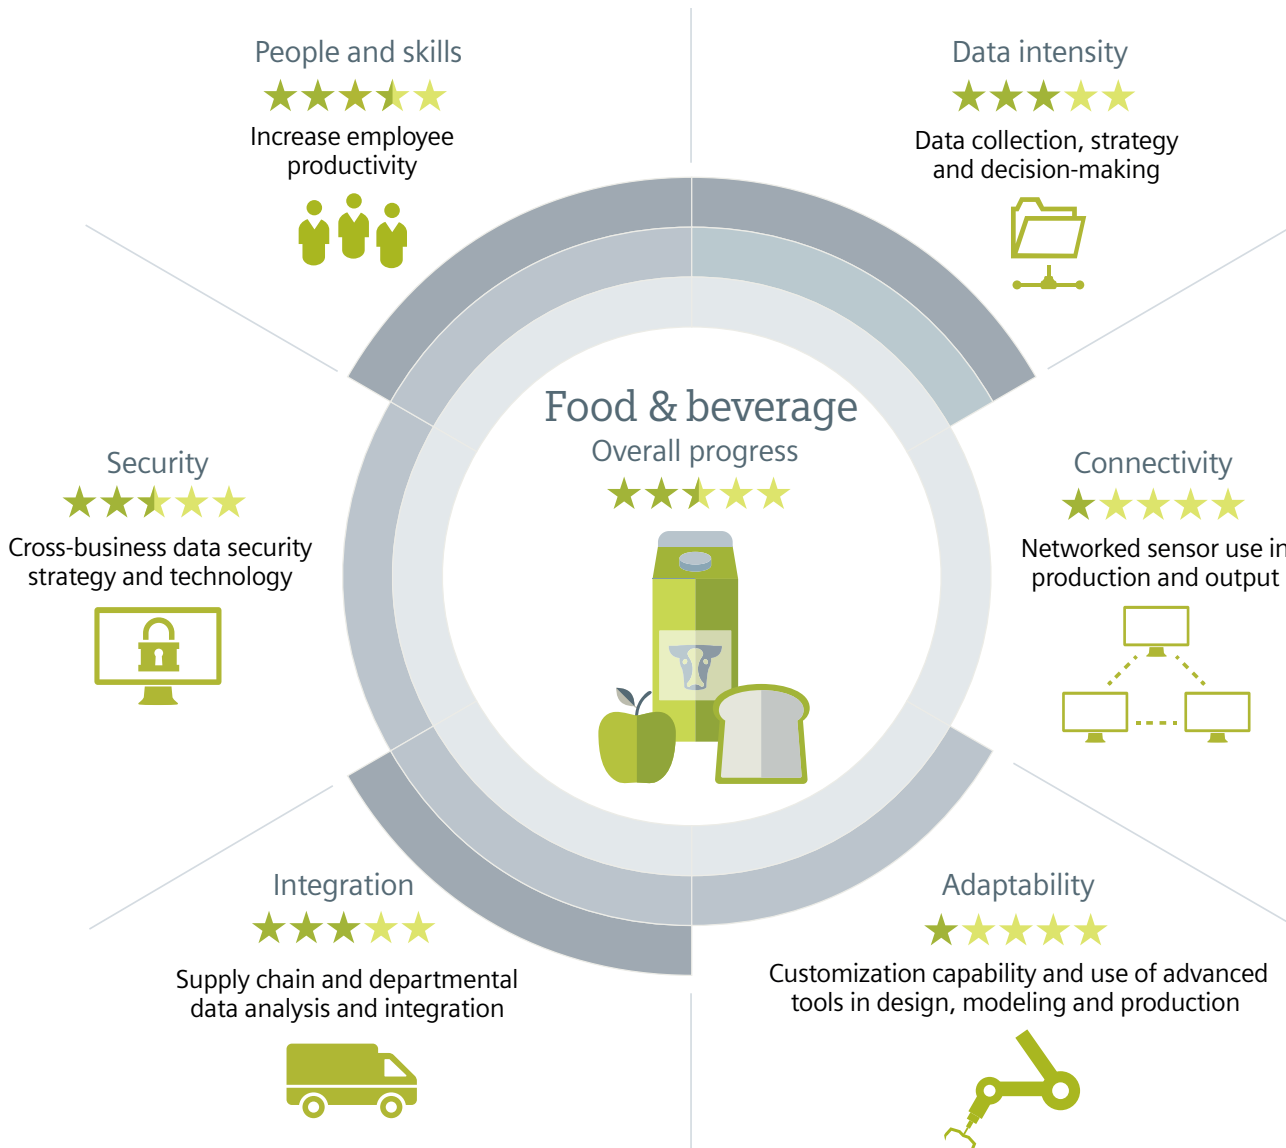 People and skills
Increase employee
productivity
Data intensity
Data collection, strategy
and decision-making
Food & beverage
Overall progress
Security
Cross-business data security
strategy and technology
Connectivity
Networked sensor use in
production and output
Integration
Supply chain and departmental
data analysis and integration
Adaptability
Customization capability and use of advanced
tools in design, modeling and production